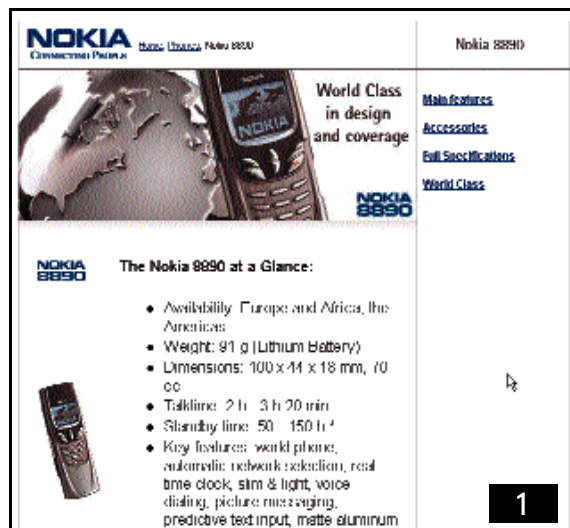 NOKIA
CONNECTING PEOPLE
Home, Phones, Nokia 8890
Nokia 8890
World Class
in design
and coverage
NOKIA
NOKIA
8890
Main features
Accessories
Full Specifications
World Class
NOKIA
8890
The Nokia 8890 at a Glance:
Availability: Europe and Africa, the
Americas
Weight: 91 g (Lithium Battery)
Dimensions: 100 x 44 x 18 mm, 70
cc
Talktime: 2 h - 3 h 20 min
Standby time: 50 - 150 h
Key features: world phone,
automatic network selection, real
time clock, slim & light, voice
dialing, picture messaging,
predictive text input, matte aluminum
1